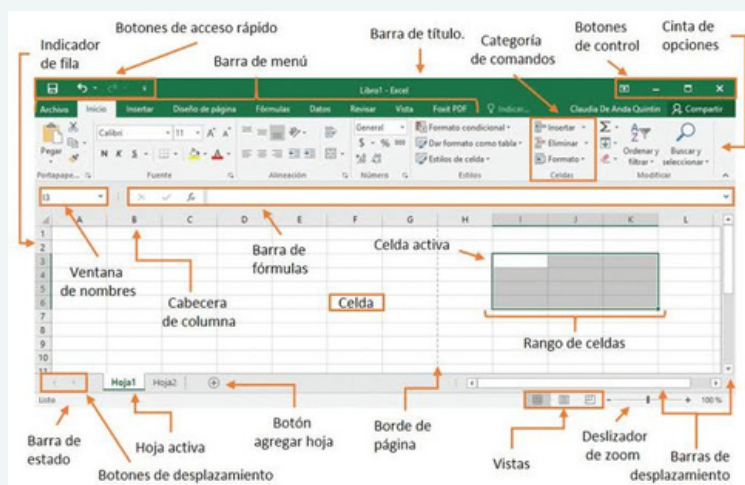 Botones de acceso rápido
Indicador
de fila
Barra de menú
Barra de título.
Categoría
de comandos
Botones
de control
Cinta de
opciones
Libro1 - Excel
Archivo Inicio Insertar Diseño de página Fórmulas Datos Revisar Vista Foxit PDF Indicar... Claudia De Anda Quintin Compartir
Pegar
Calibri 11 A A
N K S
General
$ % 000
Formato condicional
Dar formato como tabla
Estilos de celda
Insertar
Eliminar
Formato
Ordenar y
filtrar
Buscar y
seleccionar
Portapape... Fuente Alineación Número Estilos Celdas Modificar
I3 fx
A B C D E F G H I J K L
1
2
3
4
5
6
7
8
9
10
11
Ventana
de nombres
Cabecera
de columna
Barra de
fórmulas
Celda
Celda activa
Rango de celdas
Hoja1 Hoja2
Listo 100 %
Barra de
estado
Botones de desplazamiento
Hoja activa
Botón
agregar hoja
Borde de
página
Vistas
Deslizador
de zoom
Barras de
desplazamiento